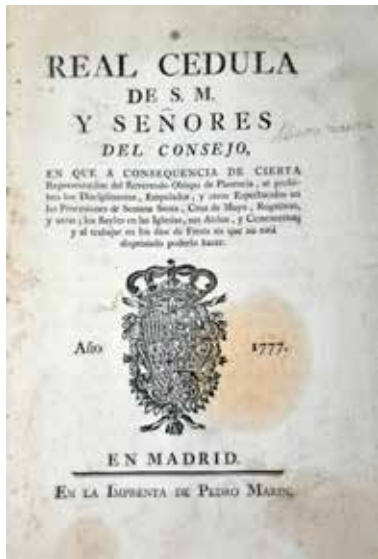 REAL CEDULA
DE S. M.
Y SEÑORES
DEL CONSEJO,
EN QUE A CONSEQUENCIA DE CIERTA
Representacion del Reverendo Obispo de Plasencia, se prohi-
ben los Disciplinantes, Empalados, y otros Espectaculos en
las Procesiones de Semana Santa, Cruz de Mayo, Rogativas,
y otras; los Bayles en las Iglesias, sus Atrios, y Cementerios;
y el trabajar en los dias de Fiesta en que no está
dispensado poderlo hacer.
Año 1777.
EN MADRID.
EN LA IMPRENTA DE PEDRO MARIN.